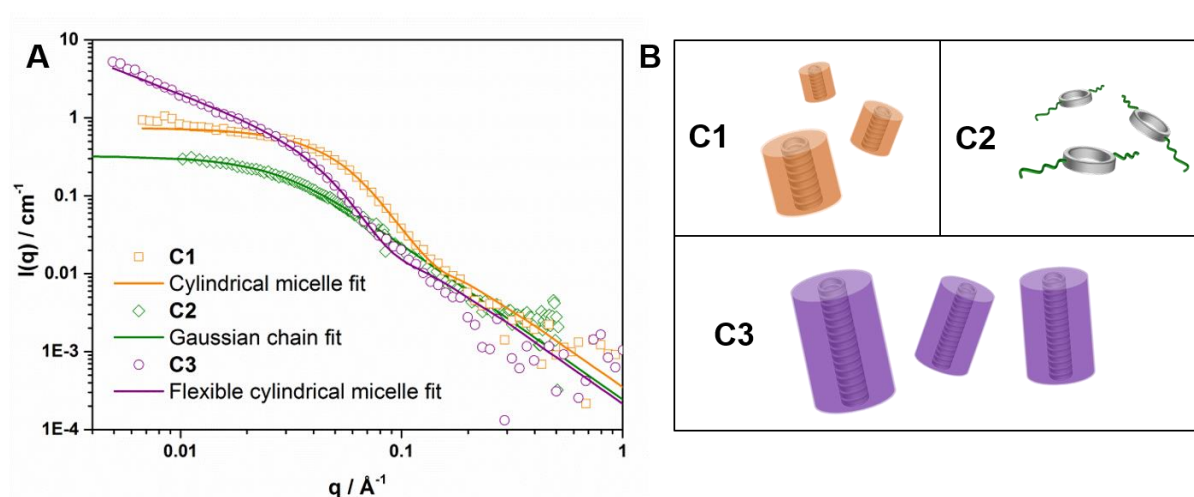 A
I(q) / cm⁻¹
10
1
0.1
0.01
1E-3
1E-4
C1
Cylindrical micelle fit
C2
Gaussian chain fit
C3
Flexible cylindrical micelle fit
0.01
0.1
1
q / Å⁻¹
B
C1
C2
C3